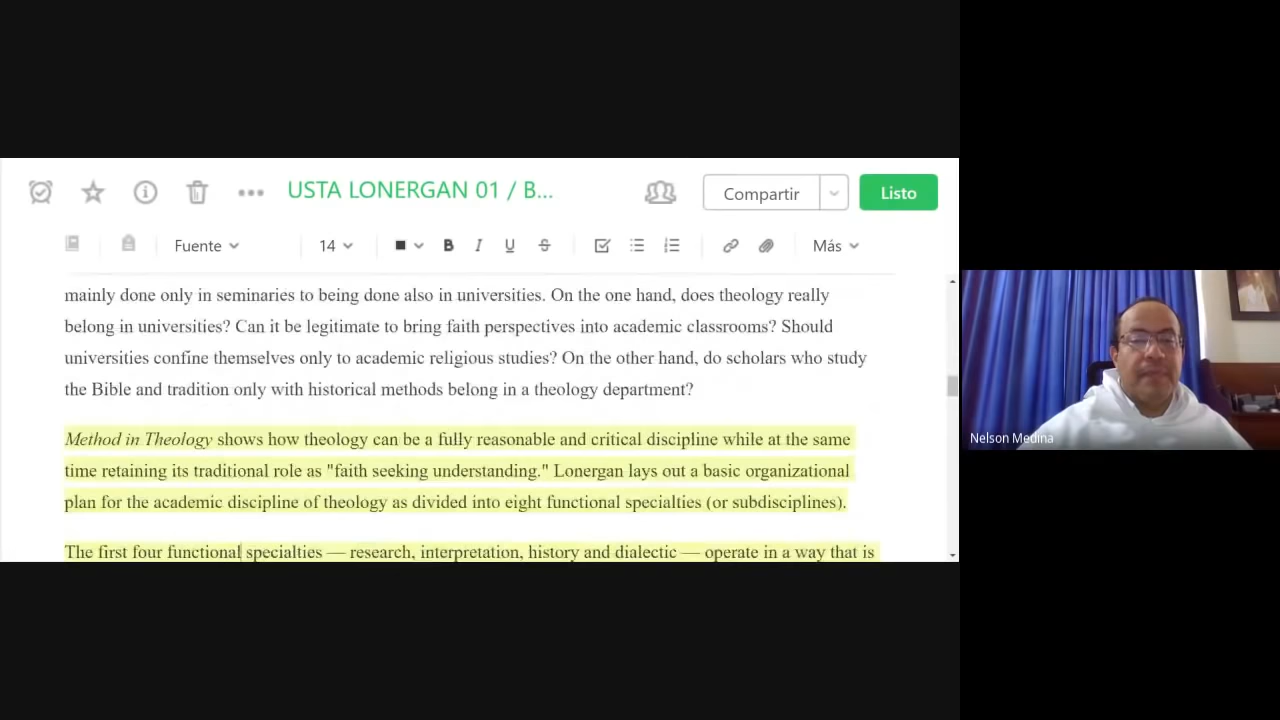 USTA LONERGAN 01 / B...
Compartir
Listo
Fuente
14
B I U S
Más
mainly done only in seminaries to being done also in universities. On the one hand, does theology really
belong in universities? Can it be legitimate to bring faith perspectives into academic classrooms? Should
universities confine themselves only to academic religious studies? On the other hand, do scholars who study
the Bible and tradition only with historical methods belong in a theology department?
Method in Theology shows how theology can be a fully reasonable and critical discipline while at the same
time retaining its traditional role as "faith seeking understanding." Lonergan lays out a basic organizational
plan for the academic discipline of theology as divided into eight functional specialties (or subdisciplines).
The first four functional specialties — research, interpretation, history and dialectic — operate in a way that is
Nelson Medina